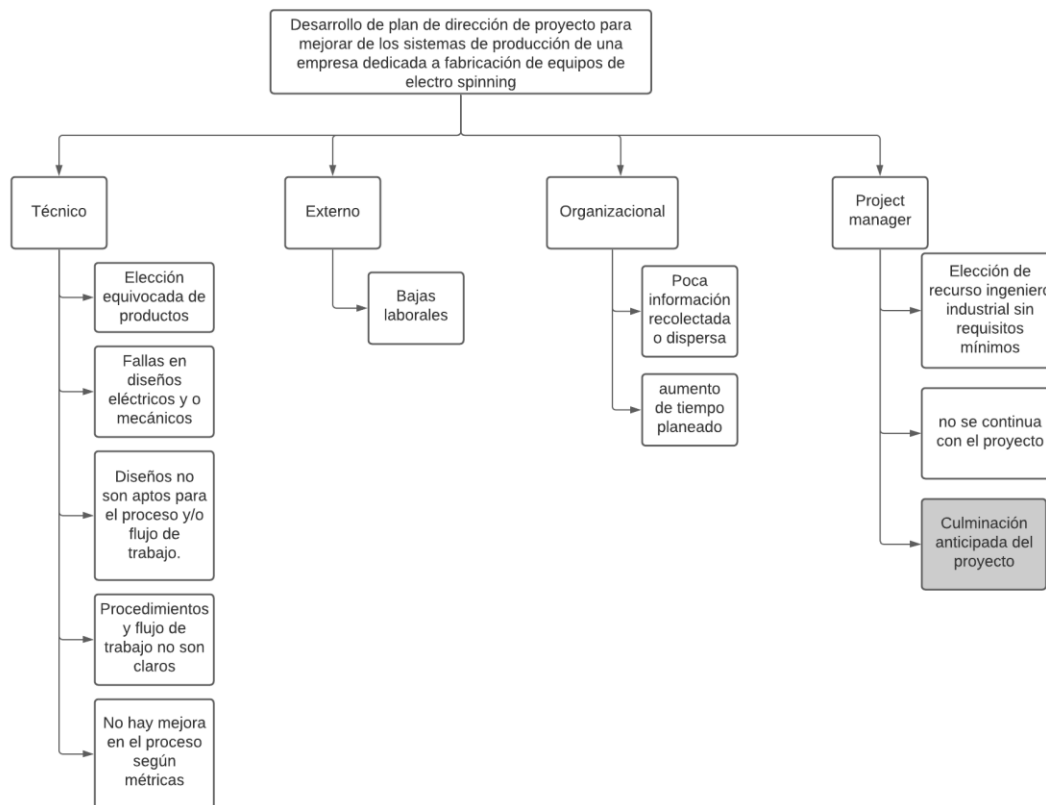 Desarrollo de plan de dirección de proyecto para
mejorar de los sistemas de producción de una
empresa dedicada a fabricación de equipos de
electro spinning
Técnico
Externo
Organizacional
Project
manager
Elección
equivocada de
productos
Fallas en
diseños
eléctricos y o
mecánicos
Diseños no
son aptos para
el proceso y/o
flujo de
trabajo.
Procedimientos
y flujo de
trabajo no son
claros
No hay mejora
en el proceso
según
métricas
Bajas
laborales
Poca
información
recolectada
o dispersa
aumento
de tiempo
planeado
Elección de
recurso ingeniero
industrial sin
requisitos
mínimos
no se continua
con el proyecto
Culminación
anticipada del
proyecto